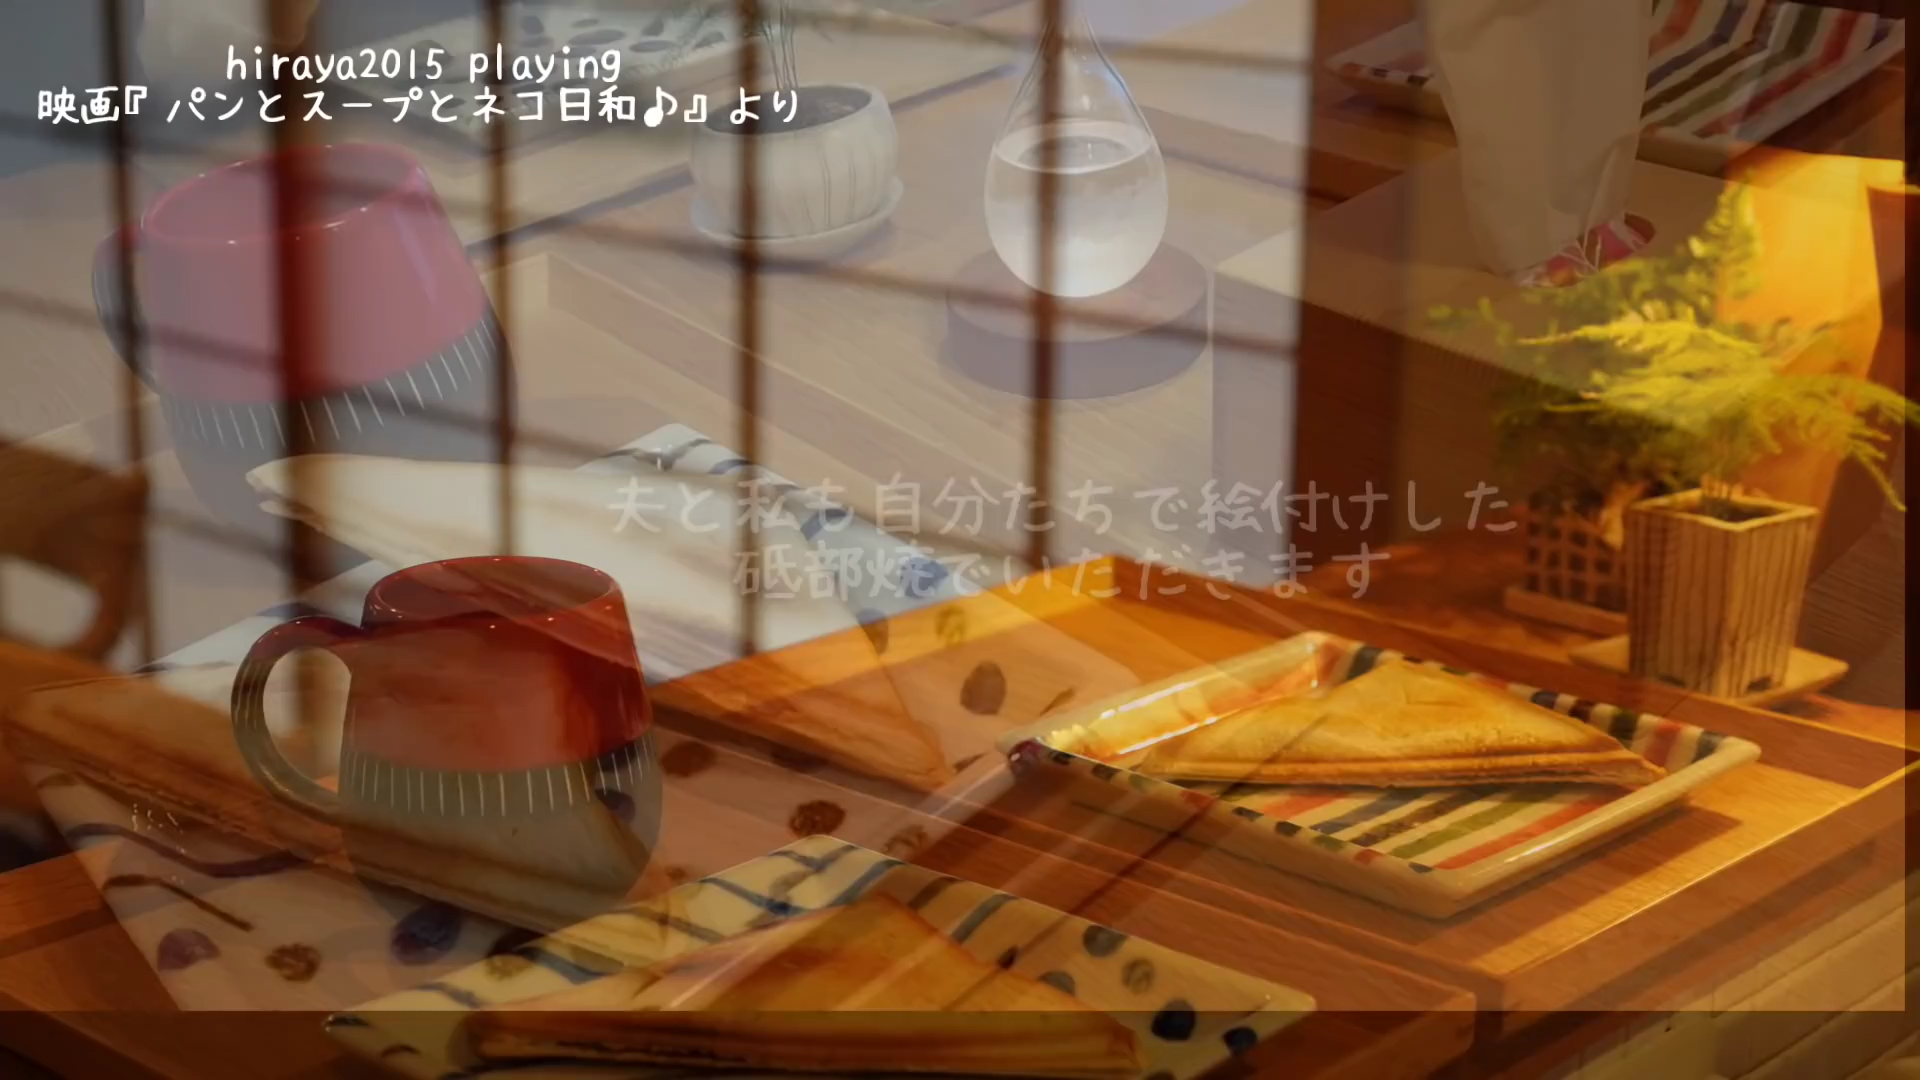 hiraya2015 playing
映画『パンとスープとネコ日和♪』より
夫と私も自分たちで絵付けした
砥部焼でいただきます